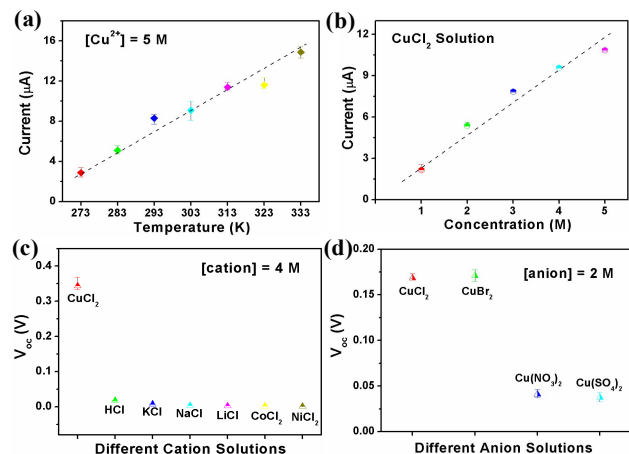 (a)
[Cu²⁺] = 5 M
Current (μA)
16
12
8
4
0
273 283 293 303 313 323 333
Temperature (K)
(b)
CuCl₂ Solution
Current (μA)
12
9
6
3
0
1 2 3 4 5
Concentration (M)
(c)
[cation] = 4 M
V_oc (V)
0.4
0.3
0.2
0.1
0.0
CuCl₂
HCl KCl NaCl LiCl CoCl₂ NiCl₂
Different Cation Solutions
(d)
[anion] = 2 M
V_oc (V)
0.20
0.15
0.10
0.05
0.00
CuCl₂ CuBr₂
Cu(NO₃)₂ Cu(SO₄)₂
Different Anion Solutions